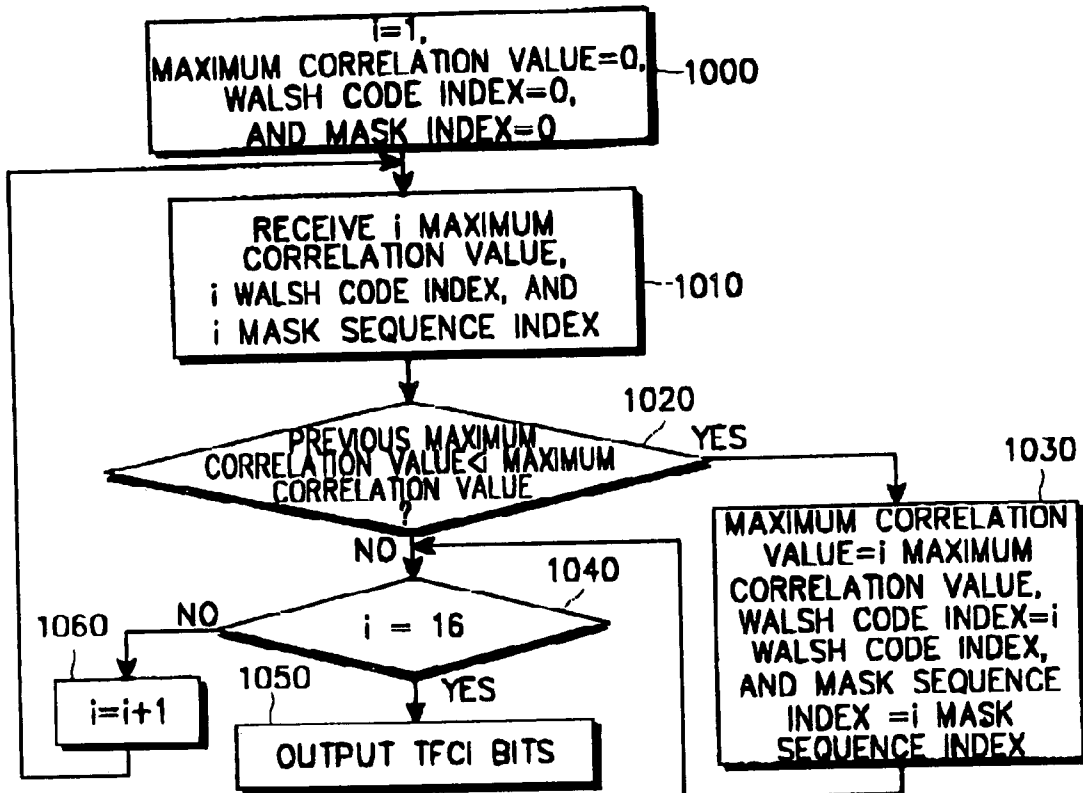 i=1,
MAXIMUM CORRELATION VALUE=0,
WALSH CODE INDEX=0,
AND MASK INDEX=0
1000
RECEIVE i MAXIMUM
CORRELATION VALUE,
i WALSH CODE INDEX, AND
i MASK SEQUENCE INDEX
1010
1020
PREVIOUS MAXIMUM
CORRELATION VALUE<i MAXIMUM
CORRELATION VALUE
?
YES
NO
1030
MAXIMUM CORRELATION
VALUE=i MAXIMUM
CORRELATION VALUE,
WALSH CODE INDEX=i
WALSH CODE INDEX,
AND MASK SEQUENCE
INDEX =i MASK
SEQUENCE INDEX
1040
i = 16
NO
YES
1060
i=i+1
1050
OUTPUT TFCI BITS